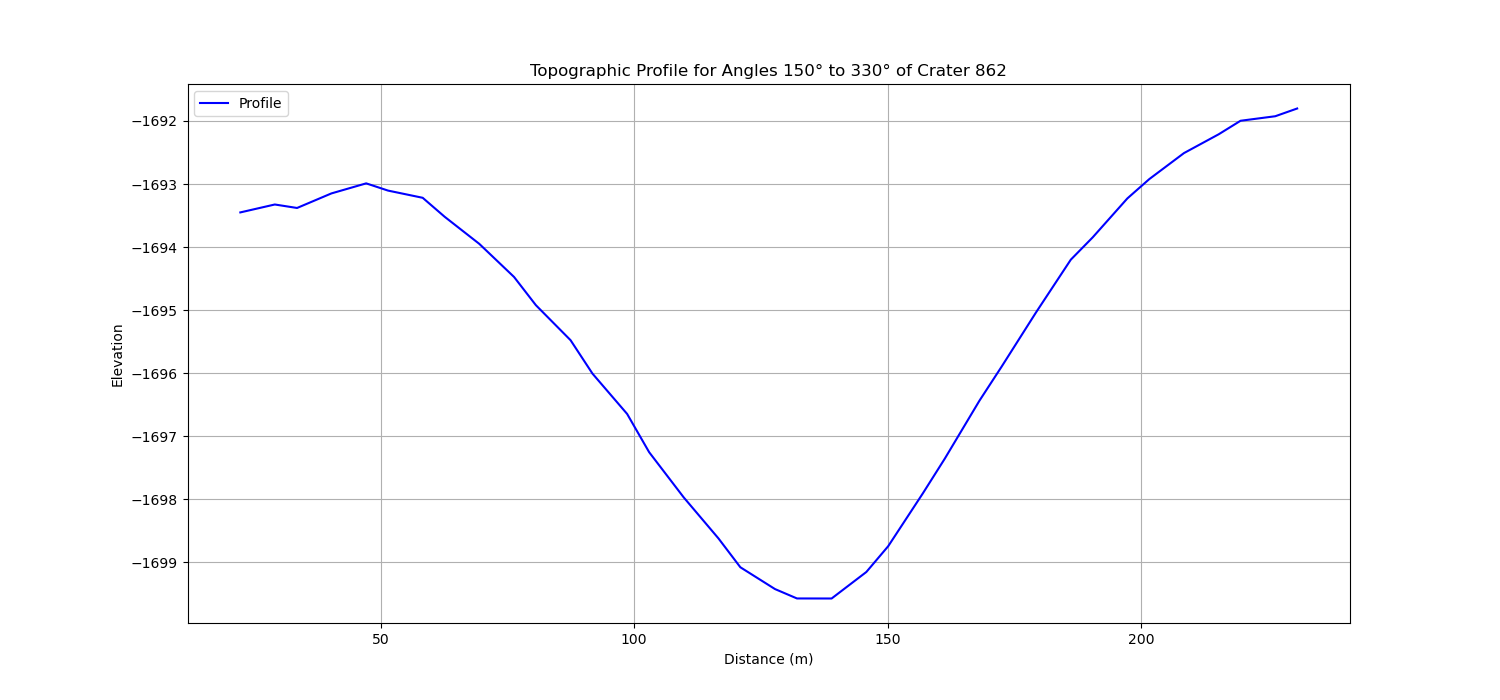 Topographic Profile for Angles 150° to 330° of Crater 862
Profile
−1692
−1693
−1694
−1695
−1696
−1697
−1698
−1699
Elevation
50 100 150 200
Distance (m)